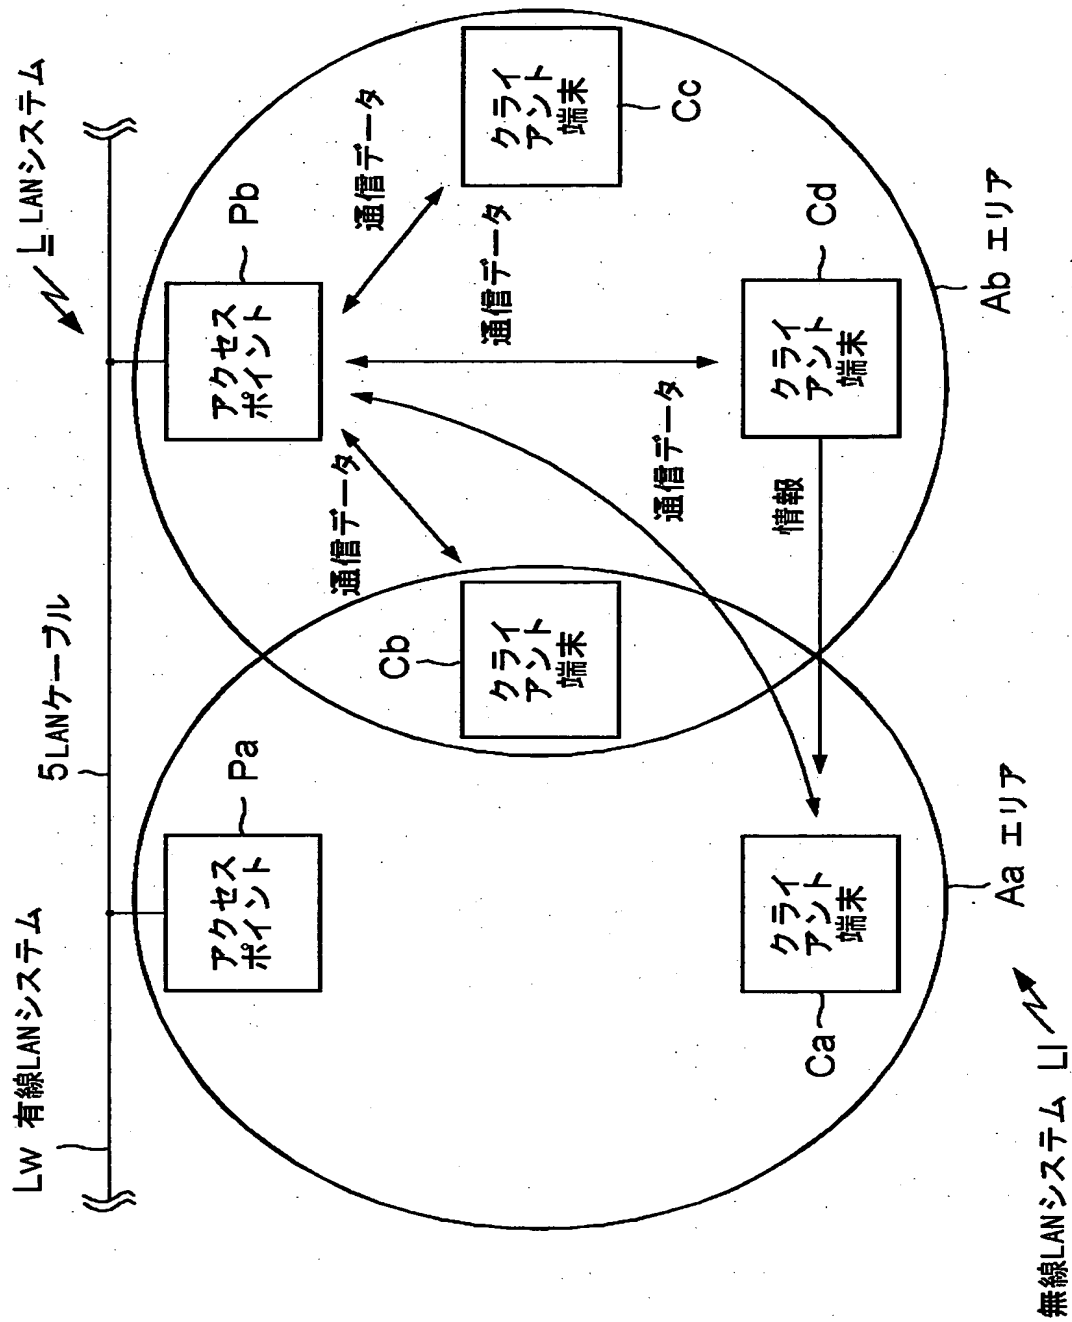 L LANシステム
Lw 有線LANシステム
5 LANケーブル
アクセス
ポイント
Pa
アクセス
ポイント
Pb
通信データ
通信データ
通信データ
通信データ
Cb
クライ
アント
端末
クライ
アント
端末
Cc
Ca
クライ
アント
端末
情報
クライ
アント
端末
Cd
Aa エリア
Ab エリア
無線LANシステム LI